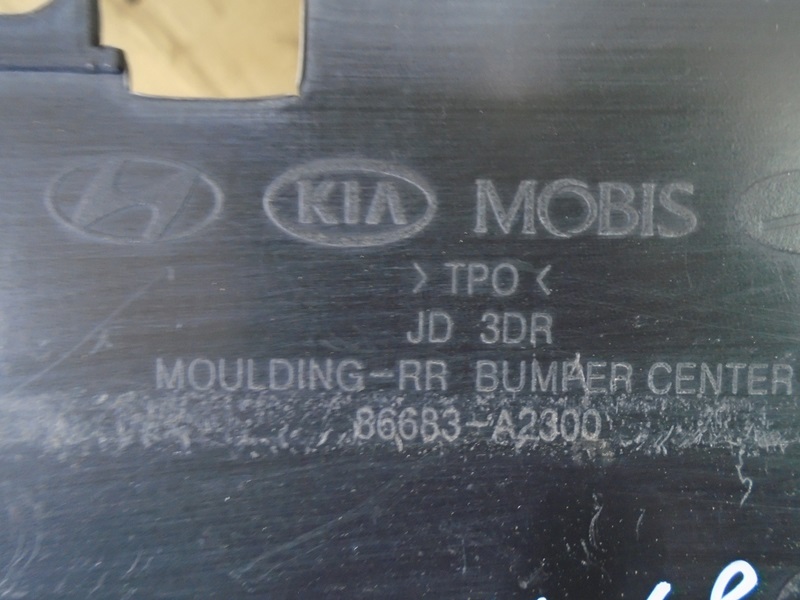 KIA MOBIS
>TPO<
JD 3DR
MOULDING-RR BUMPER CENTER
86683-A2300